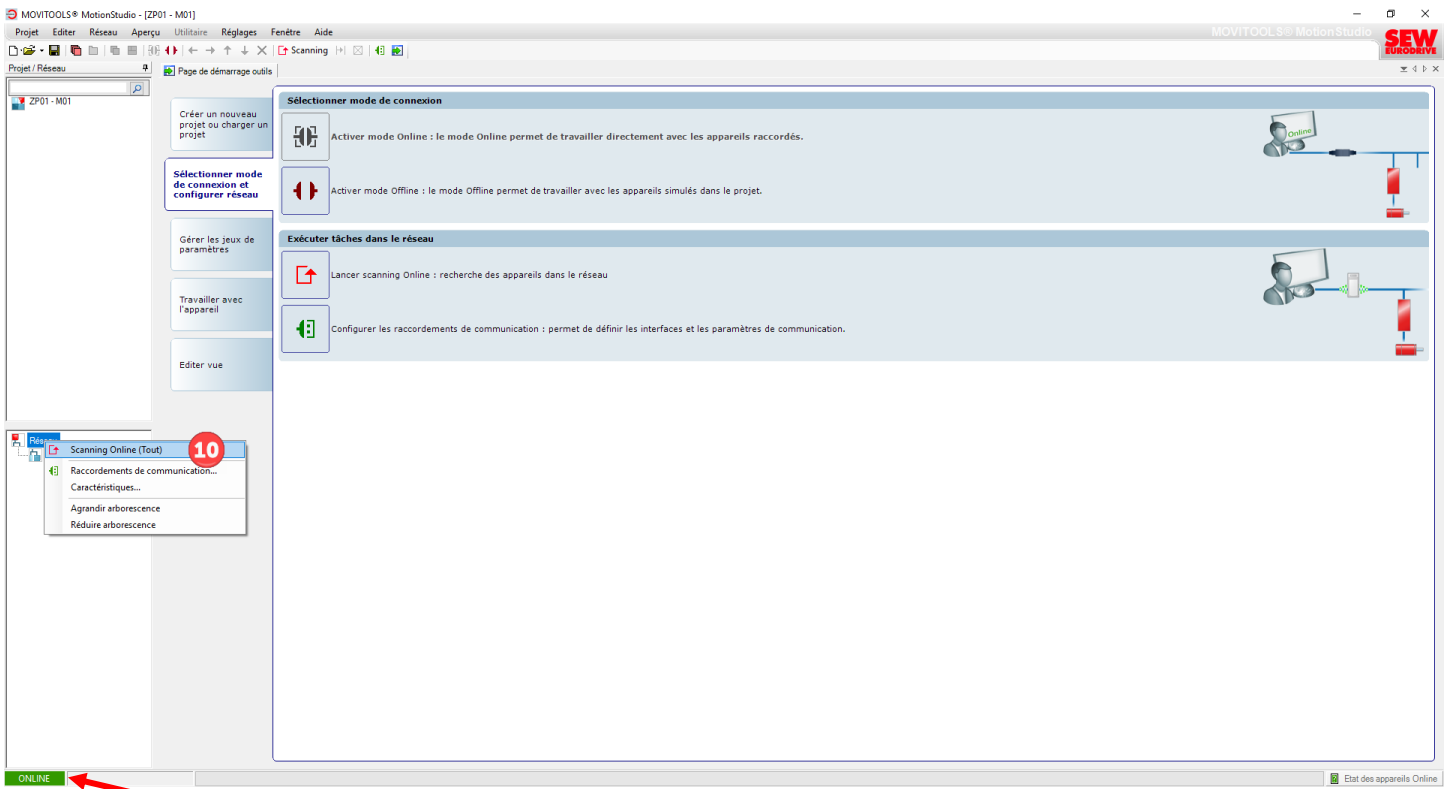 MOVITOOLS® MotionStudio - [ZP01 - M01]
Projet Editer Réseau Aperçu Utilitaire Réglages Fenêtre Aide
MOVITOOLS® MotionStudio
SEW
EURODRIVE
Scanning
Projet / Réseau
Page de démarrage outils
ZP01 - M01
Créer un nouveau
projet ou charger un
projet
Sélectionner mode
de connexion et
configurer réseau
Gérer les jeux de
paramètres
Travailler avec
l'appareil
Editer vue
Sélectionner mode de connexion
Activer mode Online : le mode Online permet de travailler directement avec les appareils raccordés.
Online
Activer mode Offline : le mode Offline permet de travailler avec les appareils simulés dans le projet.
Exécuter tâches dans le réseau
Lancer scanning Online : recherche des appareils dans le réseau
Configurer les raccordements de communication : permet de définir les interfaces et les paramètres de communication.
Scanning Online (Tout)
10
Raccordements de communication...
Caractéristiques...
Agrandir arborescence
Réduire arborescence
ONLINE
Etat des appareils Online